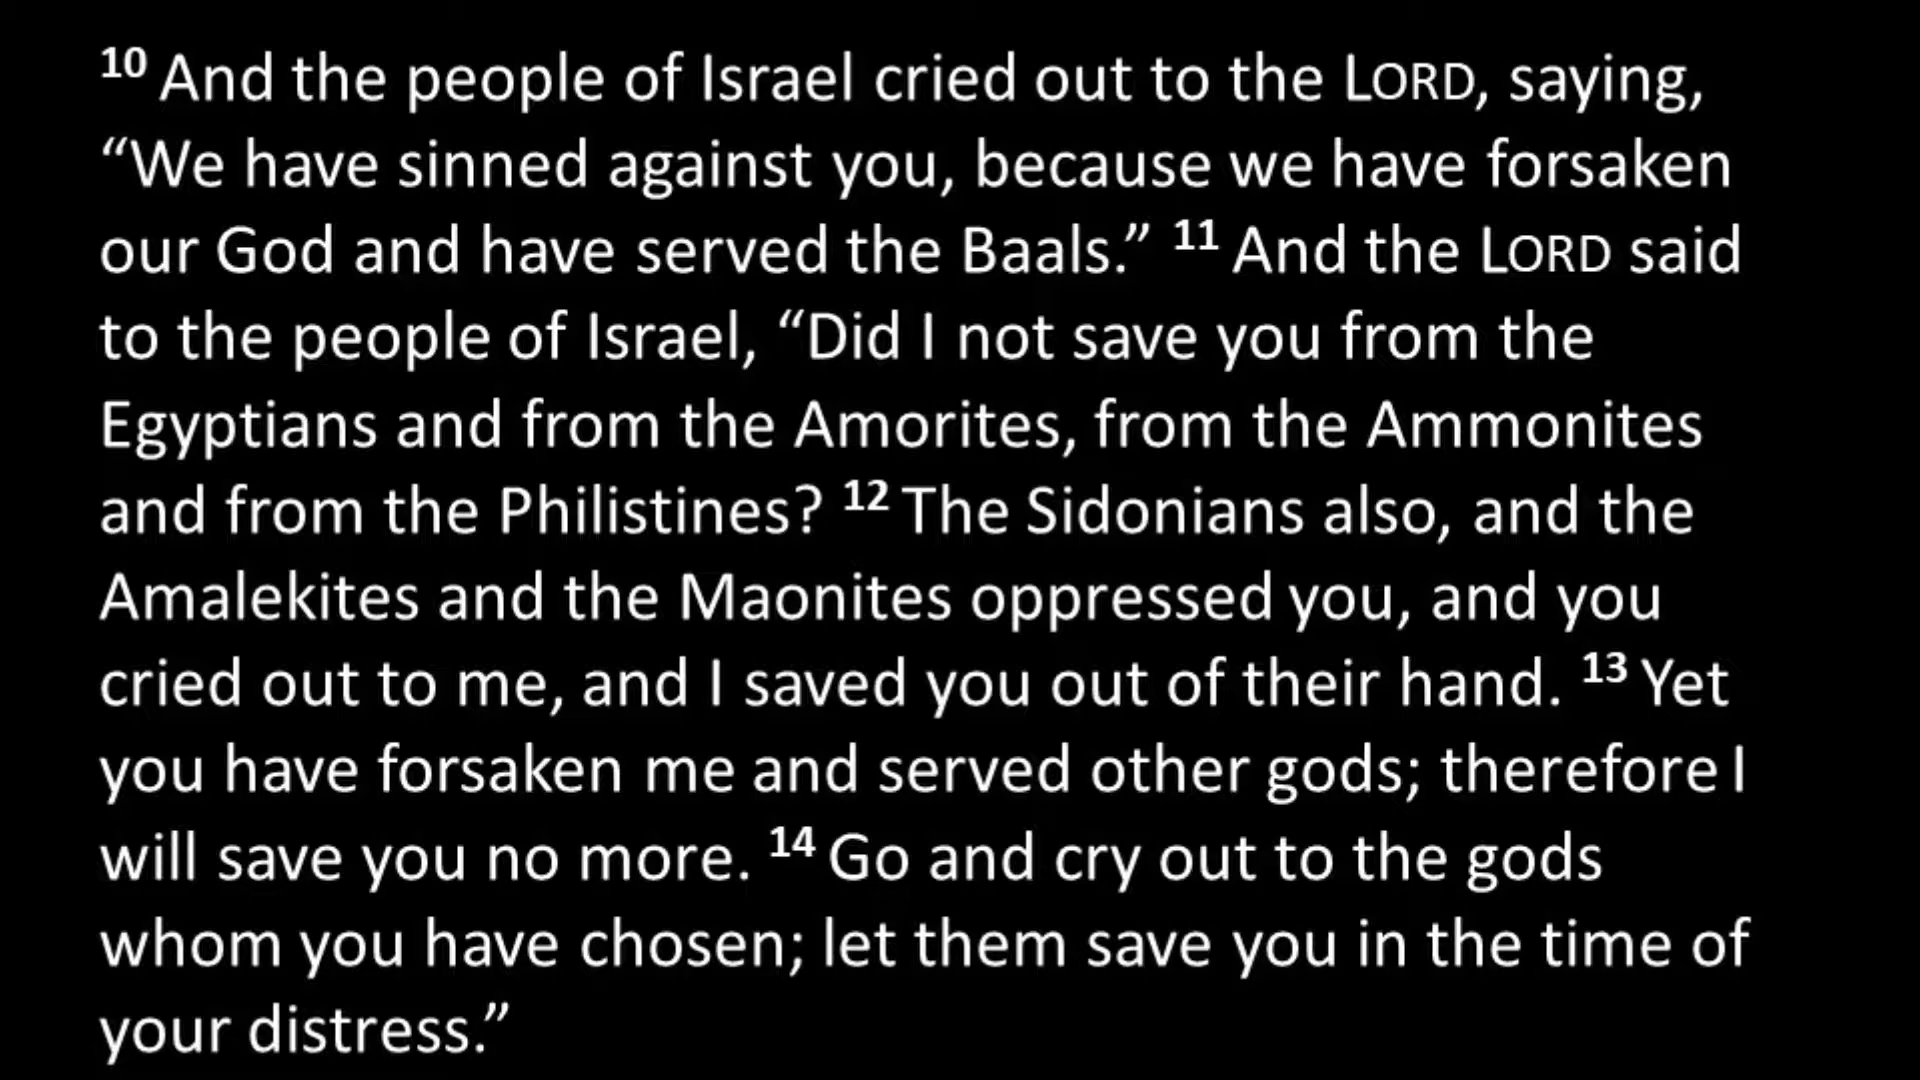 10 And the people of Israel cried out to the LORD, saying,
“We have sinned against you, because we have forsaken
our God and have served the Baals.” 11 And the LORD said
to the people of Israel, “Did I not save you from the
Egyptians and from the Amorites, from the Ammonites
and from the Philistines? 12 The Sidonians also, and the
Amalekites and the Maonites oppressed you, and you
cried out to me, and I saved you out of their hand. 13 Yet
you have forsaken me and served other gods; therefore I
will save you no more. 14 Go and cry out to the gods
whom you have chosen; let them save you in the time of
your distress.”